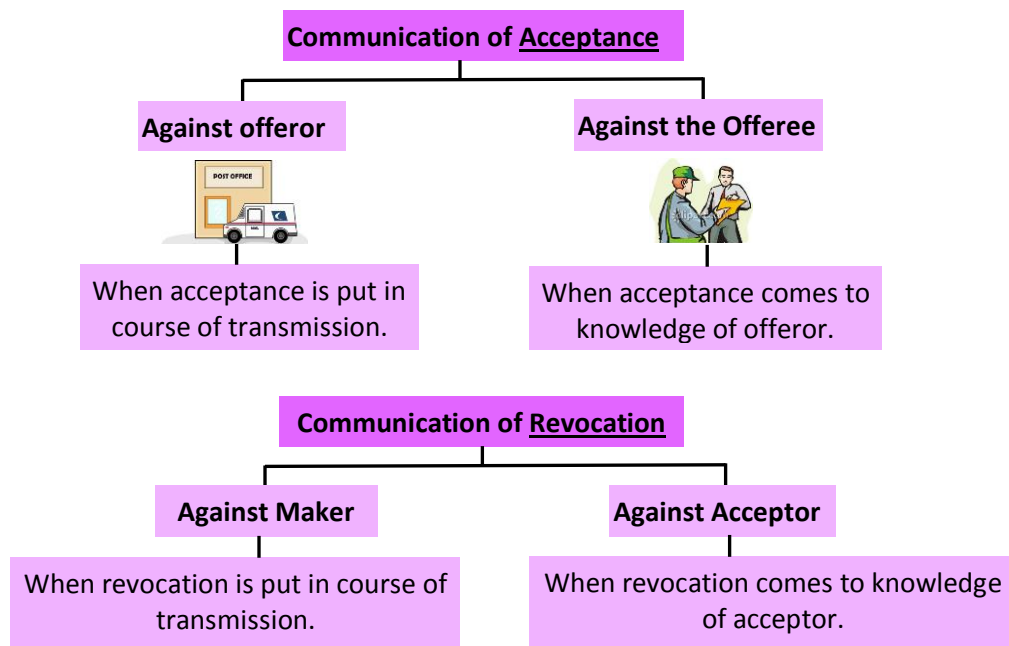 Communication of Acceptance
Against offeror
Against the Offeree
POST OFFICE
When acceptance is put in
course of transmission.
When acceptance comes to
knowledge of offeror.
Communication of Revocation
Against Maker
Against Acceptor
When revocation is put in course of
transmission.
When revocation comes to knowledge
of acceptor.